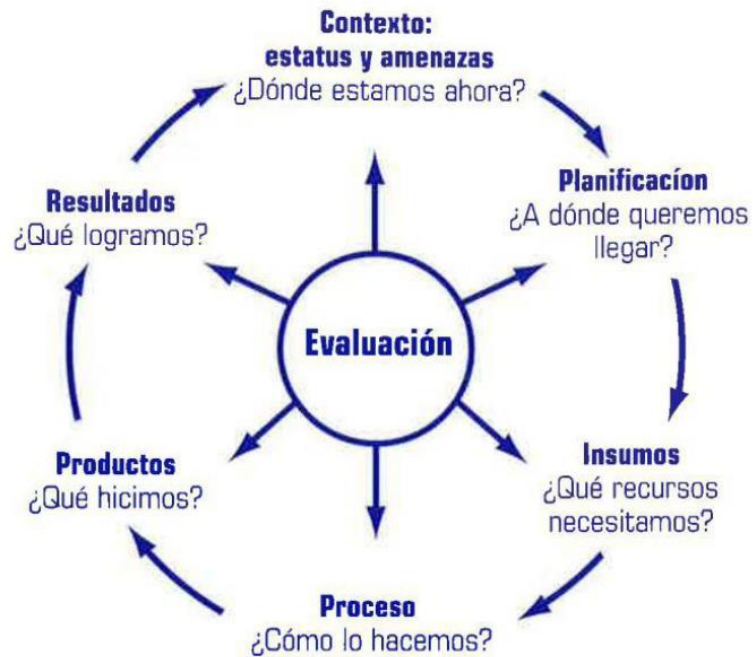 Contexto:
estatus y amenazas
¿Dónde estamos ahora?
Planificacíon
¿A dónde queremos
llegar?
Insumos
¿Qué recursos
necesitamos?
Proceso
¿Cómo lo hacemos?
Productos
¿Qué hicimos?
Resultados
¿Qué logramos?
Evaluación